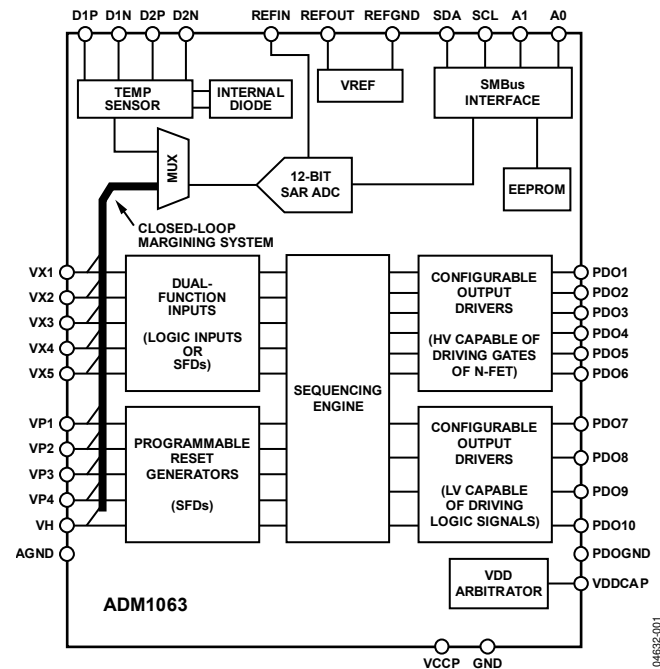 D1P D1N D2P D2N REFIN REFOUT REFGND SDA SCL A1 A0
TEMP
SENSOR
INTERNAL
DIODE
VREF
SMBus
INTERFACE
MUX
12-BIT
SAR ADC
EEPROM
CLOSED-LOOP
MARGINING SYSTEM
VX1
VX2
VX3
VX4
VX5
DUAL-
FUNCTION
INPUTS
(LOGIC INPUTS
OR
SFDs)
SEQUENCING
ENGINE
CONFIGURABLE
OUTPUT
DRIVERS
(HV CAPABLE OF
DRIVING GATES
OF N-FET)
PDO1
PDO2
PDO3
PDO4
PDO5
PDO6
VP1
VP2
VP3
VP4
VH
AGND
PROGRAMMABLE
RESET
GENERATORS
(SFDs)
CONFIGURABLE
OUTPUT
DRIVERS
(LV CAPABLE
OF DRIVING
LOGIC SIGNALS)
PDO7
PDO8
PDO9
PDO10
PDOGND
VDD
ARBITRATOR
VDDCAP
ADM1063
VCCP GND
04632-001